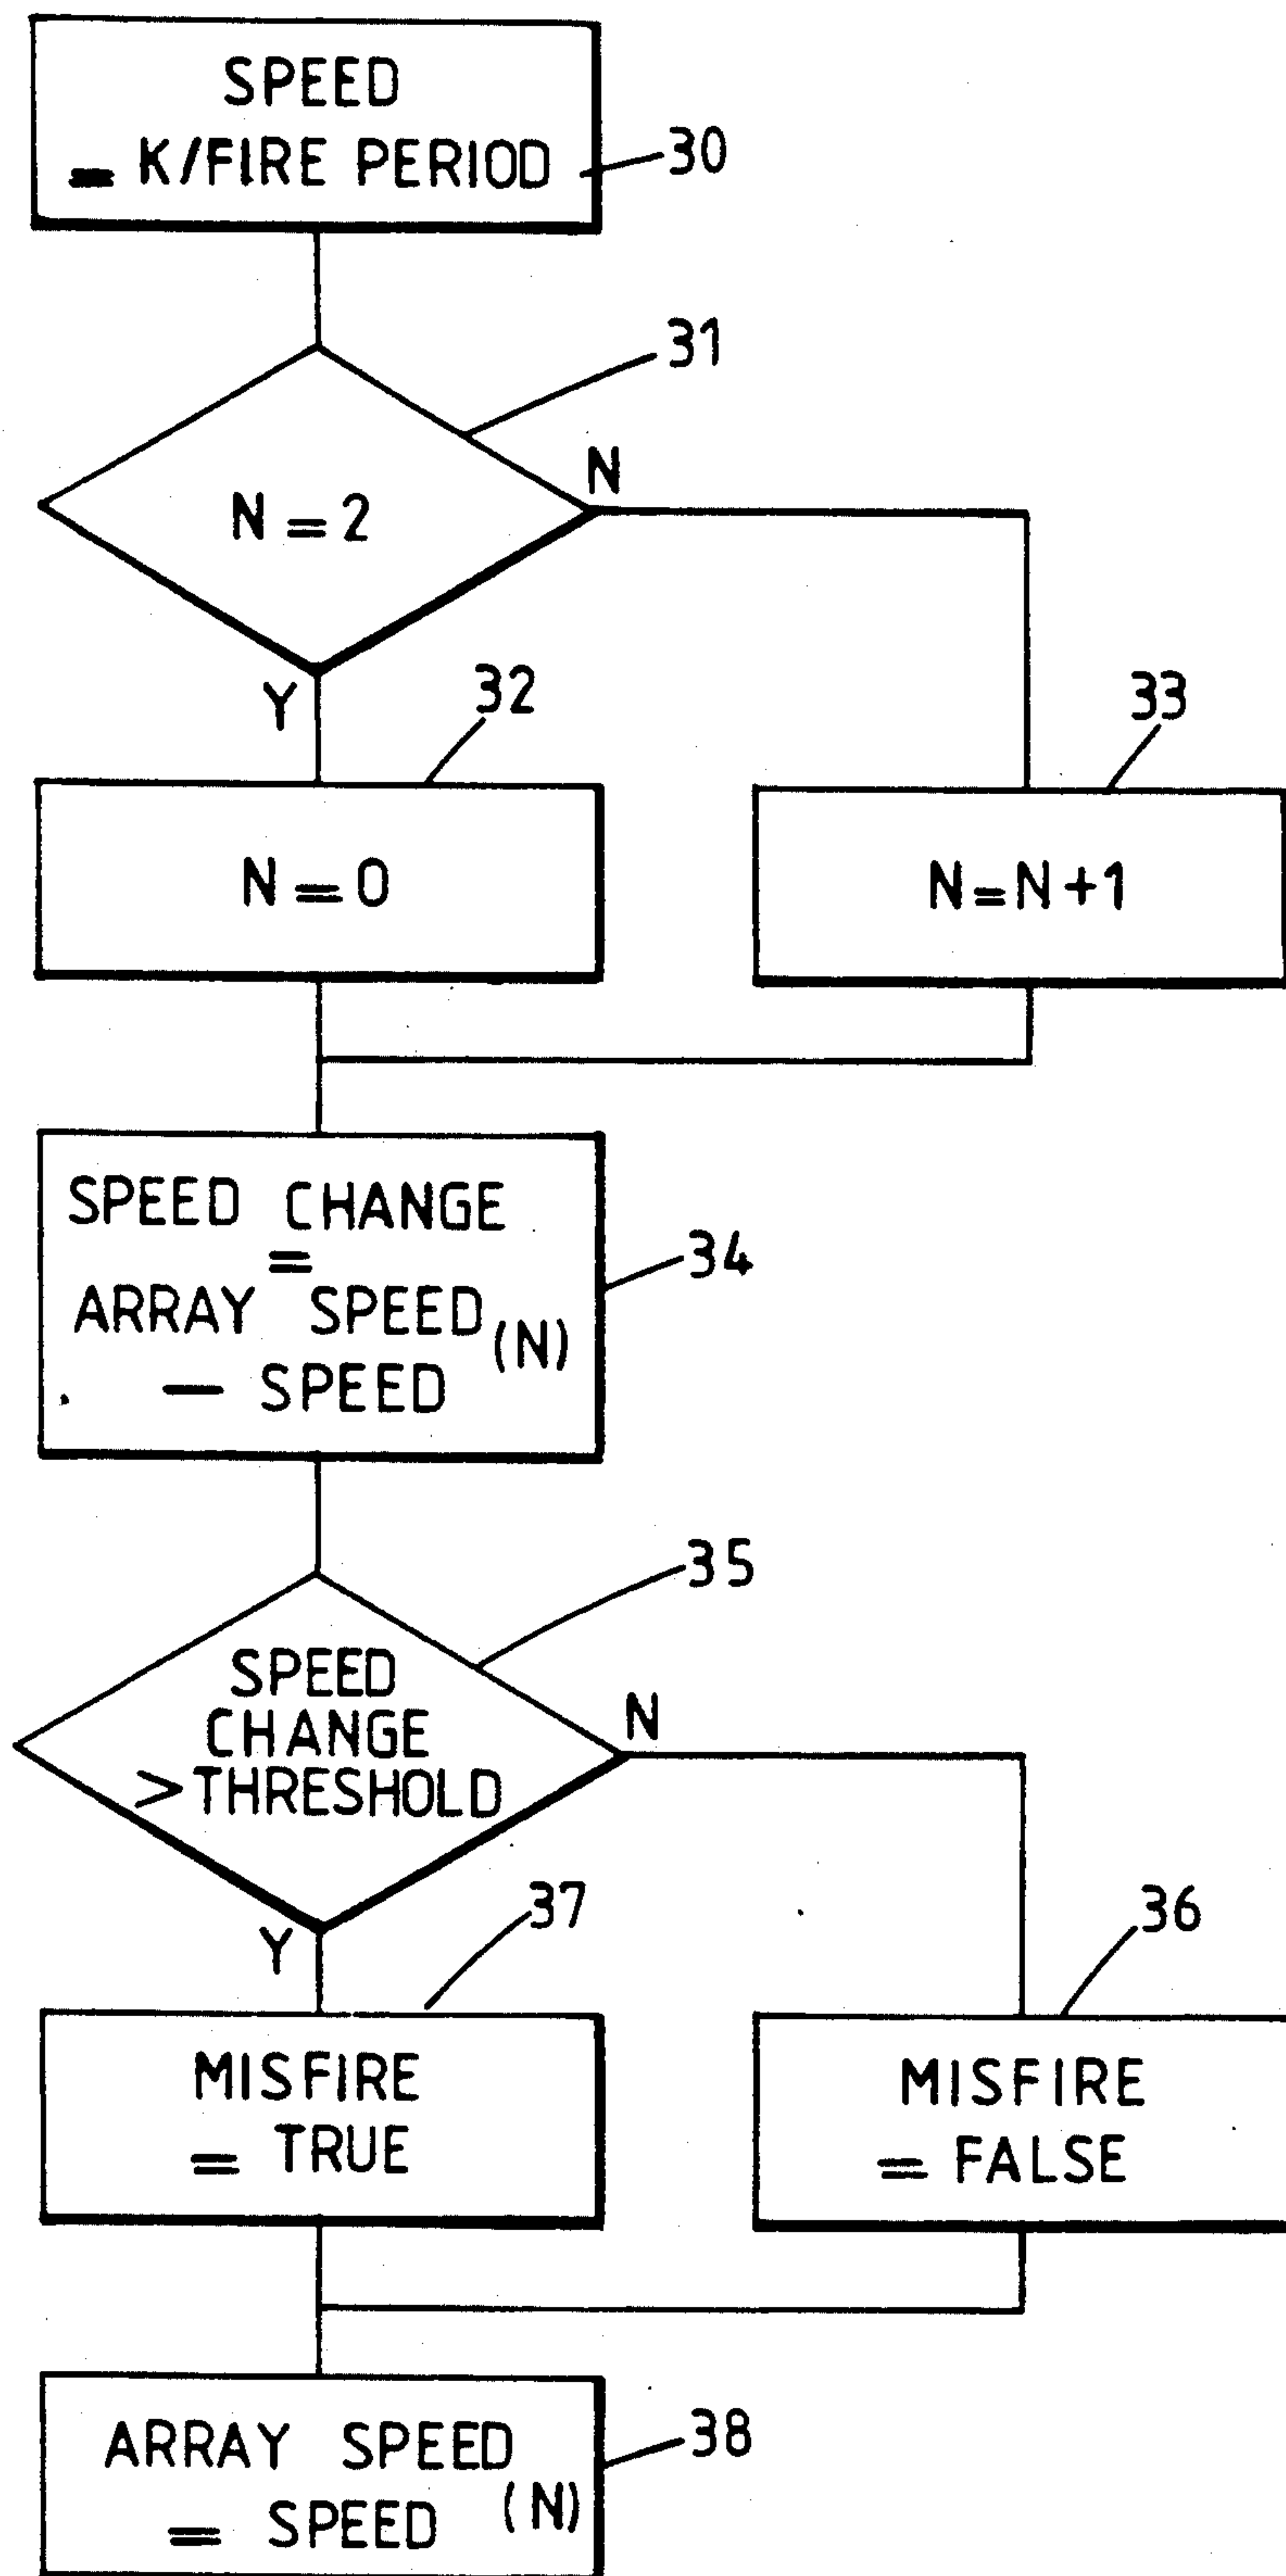 SPEED
= K/FIRE PERIOD
30
31
N = 2
N
Y
32
33
N = 0
N = N + 1
SPEED CHANGE
=
ARRAY SPEED (N)
— SPEED
34
35
SPEED
CHANGE
> THRESHOLD
N
Y
37
36
MISFIRE
= TRUE
MISFIRE
= FALSE
ARRAY SPEED (N)
= SPEED
38